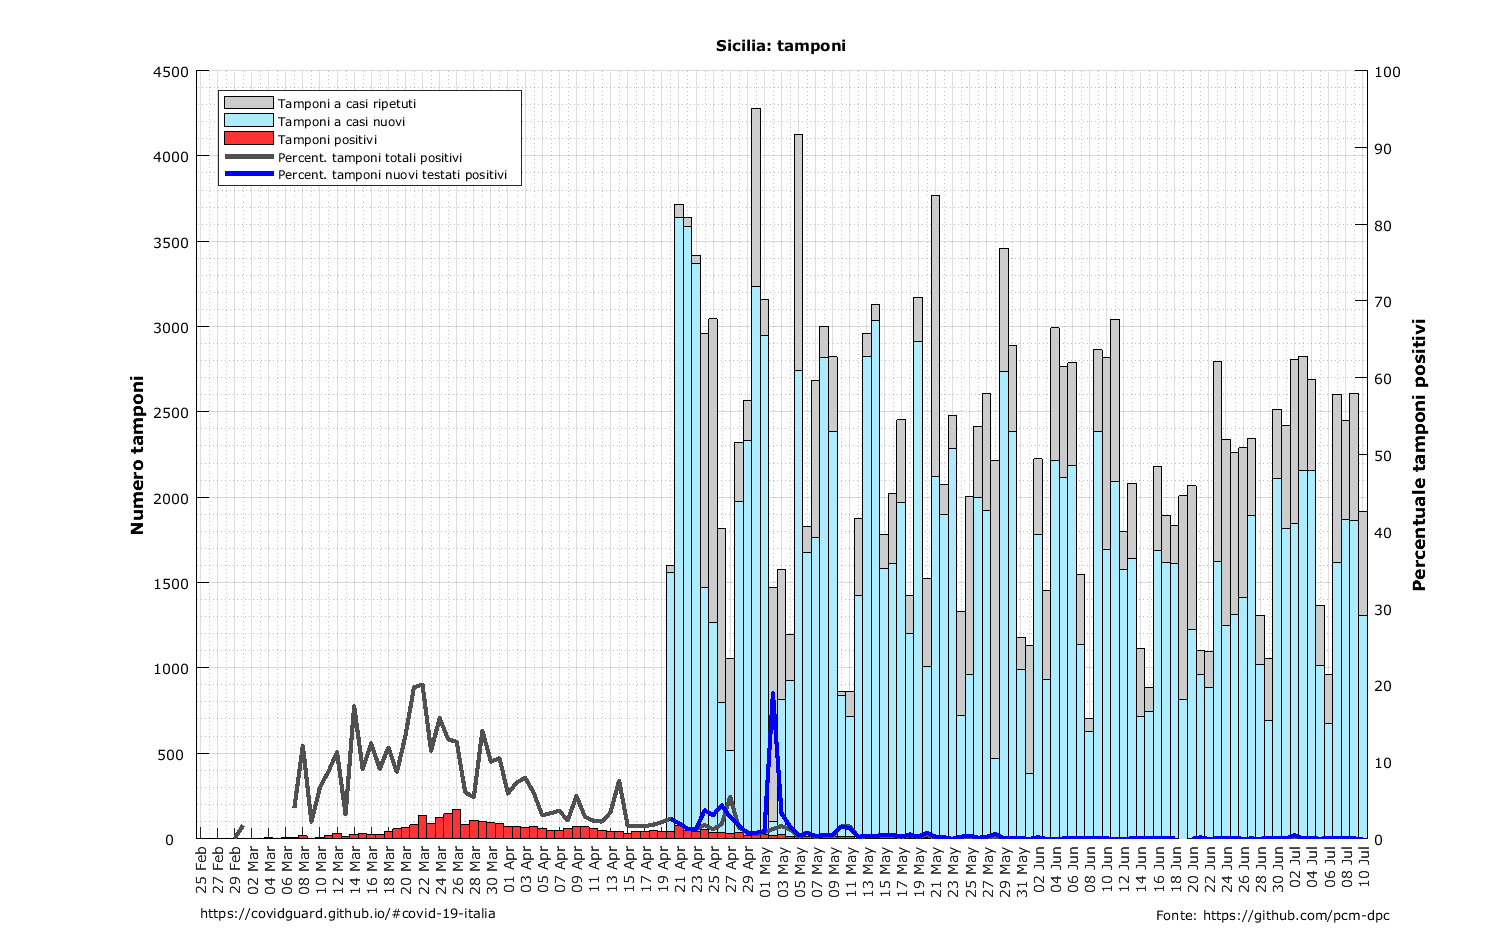 Sicilia: tamponi
4500
4000
3500
3000
2500
2000
1500
1000
500
0
Numero tamponi
Tamponi a casi ripetuti
Tamponi a casi nuovi
Tamponi positivi
Percent. tamponi totali positivi
Percent. tamponi nuovi testati positivi
100
90
80
70
60
50
40
30
20
10
0
Percentuale tamponi positivi
25 Feb
27 Feb
29 Feb
02 Mar
04 Mar
06 Mar
08 Mar
10 Mar
12 Mar
14 Mar
16 Mar
18 Mar
20 Mar
22 Mar
24 Mar
26 Mar
28 Mar
30 Mar
01 Apr
03 Apr
05 Apr
07 Apr
09 Apr
11 Apr
13 Apr
15 Apr
17 Apr
19 Apr
21 Apr
23 Apr
25 Apr
27 Apr
29 Apr
01 May
03 May
05 May
07 May
09 May
11 May
13 May
15 May
17 May
19 May
21 May
23 May
25 May
27 May
29 May
31 May
02 Jun
04 Jun
06 Jun
08 Jun
10 Jun
12 Jun
14 Jun
16 Jun
18 Jun
20 Jun
22 Jun
24 Jun
26 Jun
28 Jun
30 Jun
02 Jul
04 Jul
06 Jul
08 Jul
10 Jul
https://covidguard.github.io/#covid-19-italia
Fonte: https://github.com/pcm-dpc